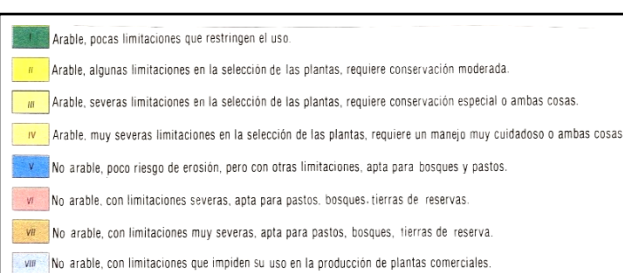 I Arable, pocas limitaciones que restringen el uso.
II Arable, algunas limitaciones en la selección de las plantas, requiere conservación moderada.
III Arable, severas limitaciones en la selección de las plantas, requiere conservación especial o ambas cosas.
IV Arable, muy severas limitaciones en la selección de las plantas, requiere un manejo muy cuidadoso o ambas cosas
V No arable, poco riesgo de erosión, pero con otras limitaciones, apta para bosques y pastos.
VI No arable, con limitaciones severas, apta para pastos, bosques, tierras de reservas.
VII No arable, con limitaciones muy severas, apta para pastos, bosques, tierras de reserva.
VIII No arable, con limitaciones que impiden su uso en la producción de plantas comerciales.